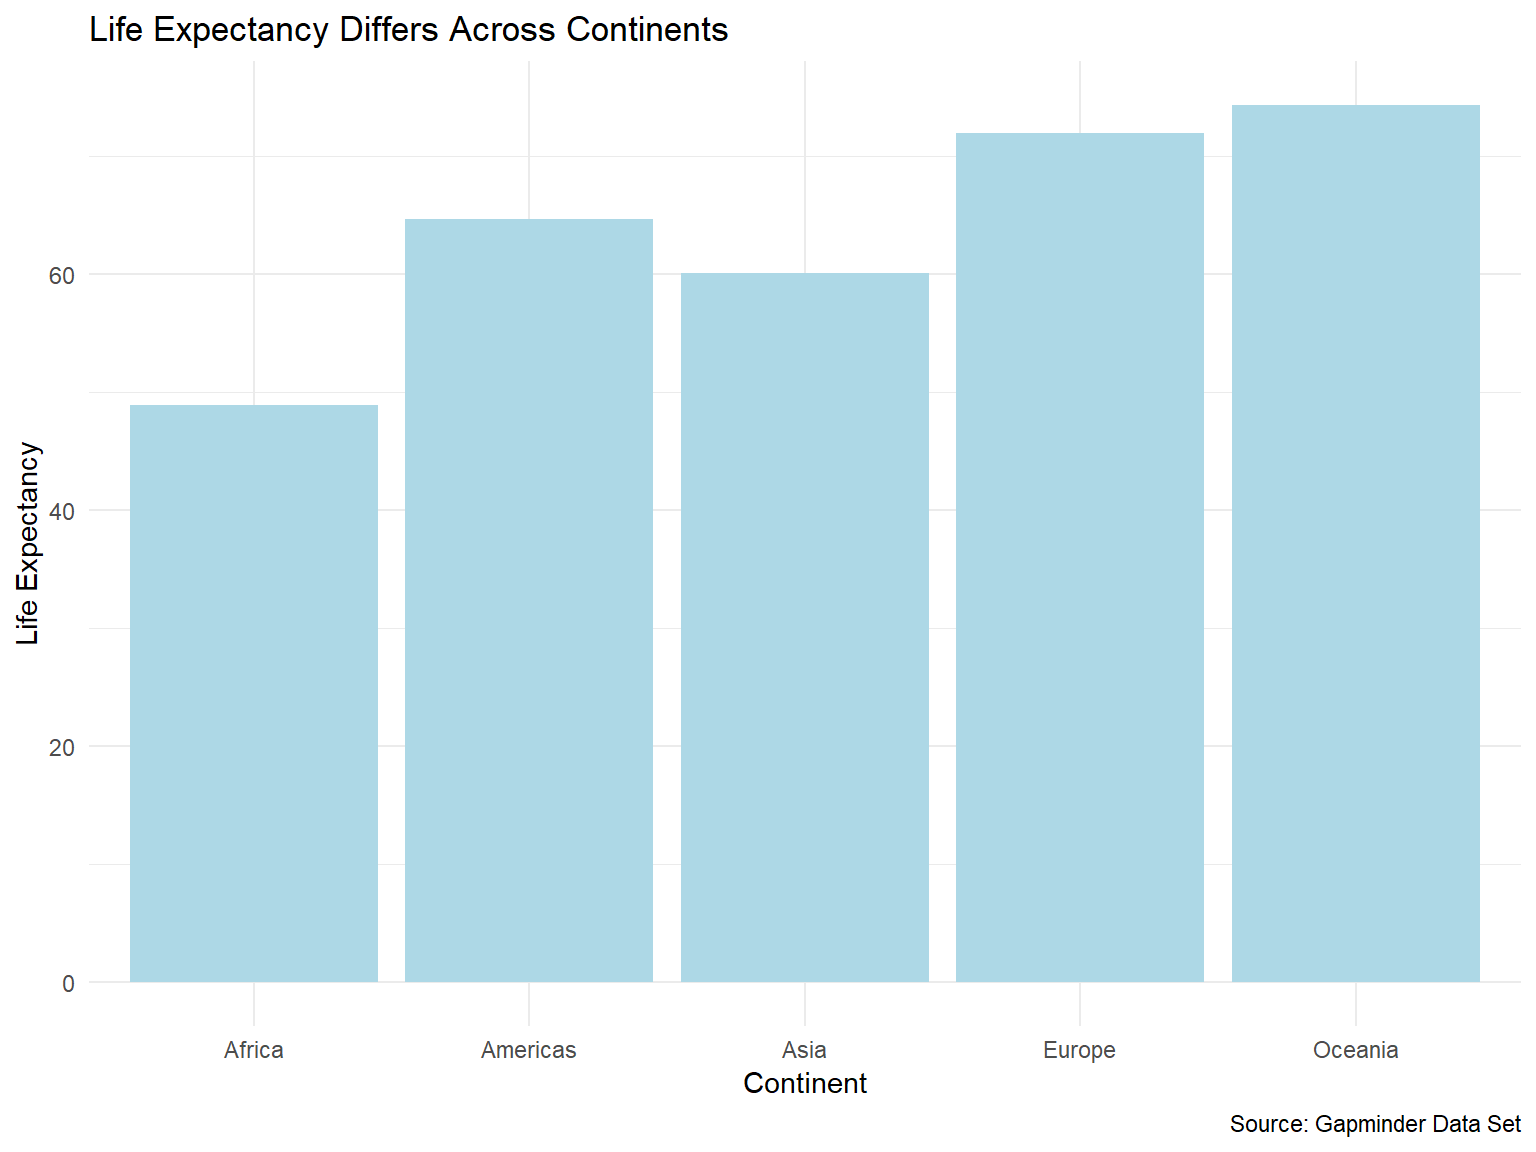 Life Expectancy Differs Across Continents
Life Expectancy
60
40
20
0
Africa Americas Asia Europe Oceania
Continent
Source: Gapminder Data Set